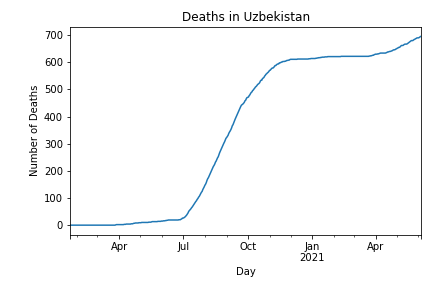 Deaths in Uzbekistan
700
600
500
400
300
200
100
0
Number of Deaths
Apr
Jul
Oct
Jan
2021
Apr
Day